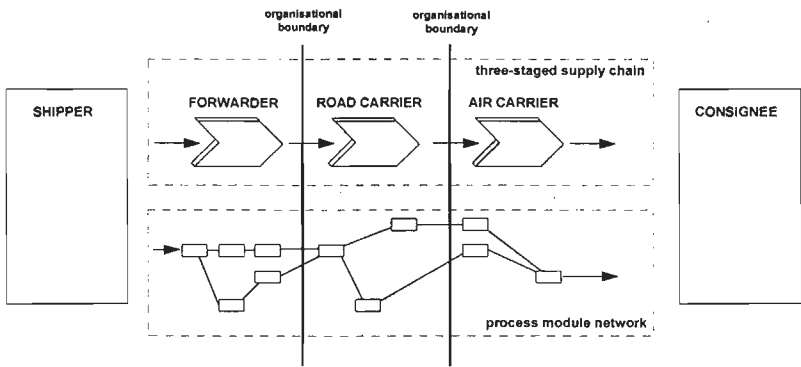 organisational
boundary
organisational
boundary
three-staged supply chain
SHIPPER
FORWARDER
ROAD CARRIER
AIR CARRIER
CONSIGNEE
process module network